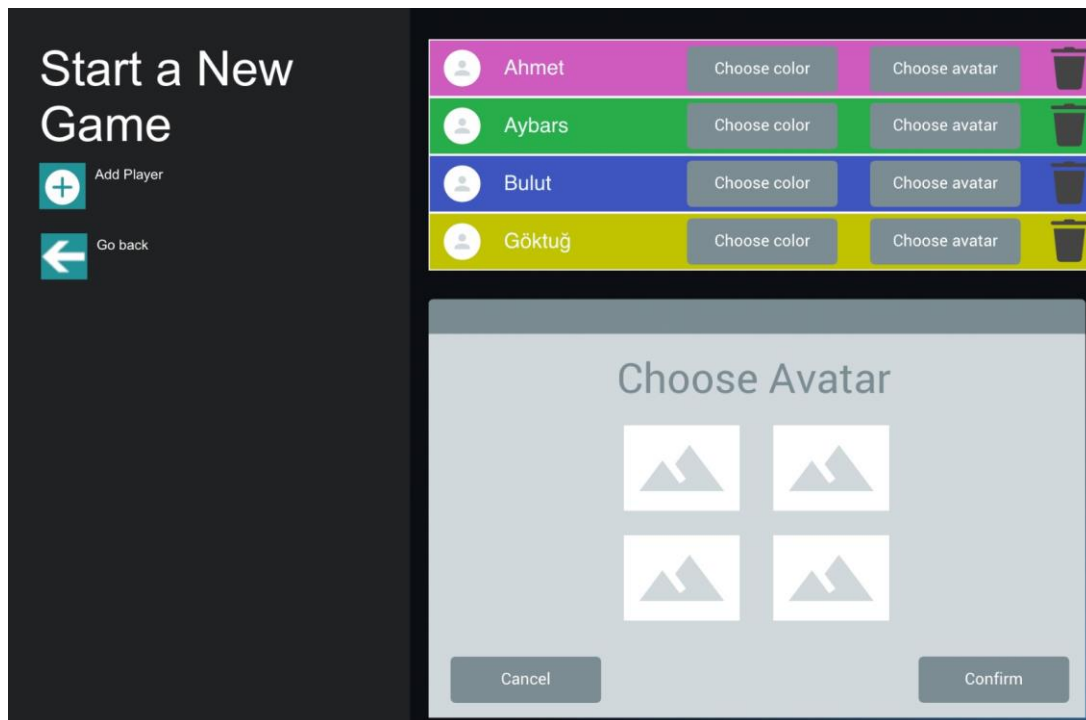 Start a New
Game
Add Player
Go back
Ahmet Choose color Choose avatar
Aybars Choose color Choose avatar
Bulut Choose color Choose avatar
Göktuğ Choose color Choose avatar
Choose Avatar
Cancel Confirm